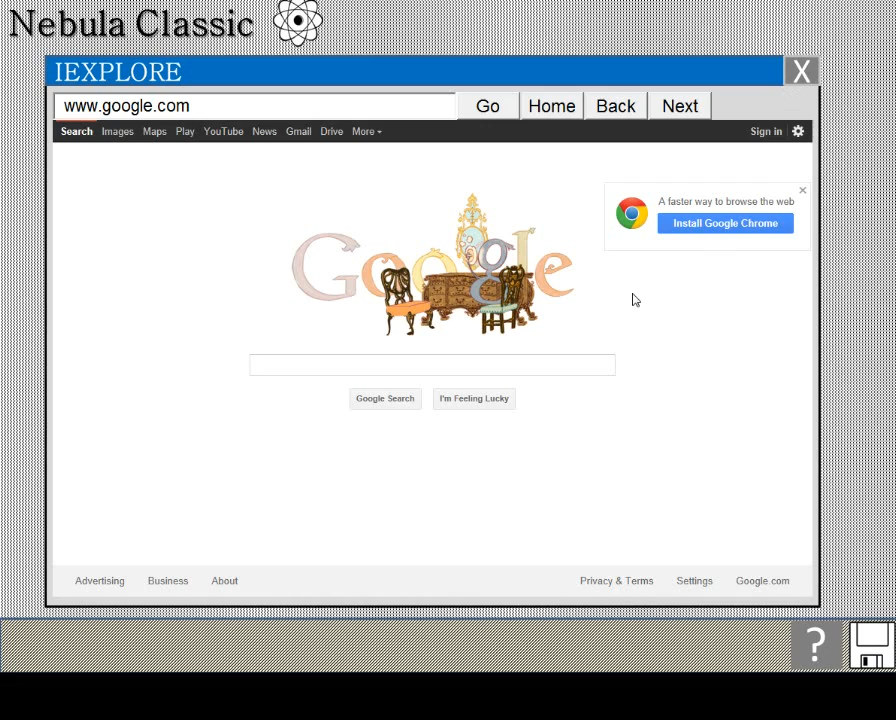 Nebula Classic
IEXPLORE X
www.google.com Go Home Back Next
Search Images Maps Play YouTube News Gmail Drive More Sign in
A faster way to browse the web
Install Google Chrome
Google
Google Search I'm Feeling Lucky
Advertising Business About Privacy & Terms Settings Google.com
?